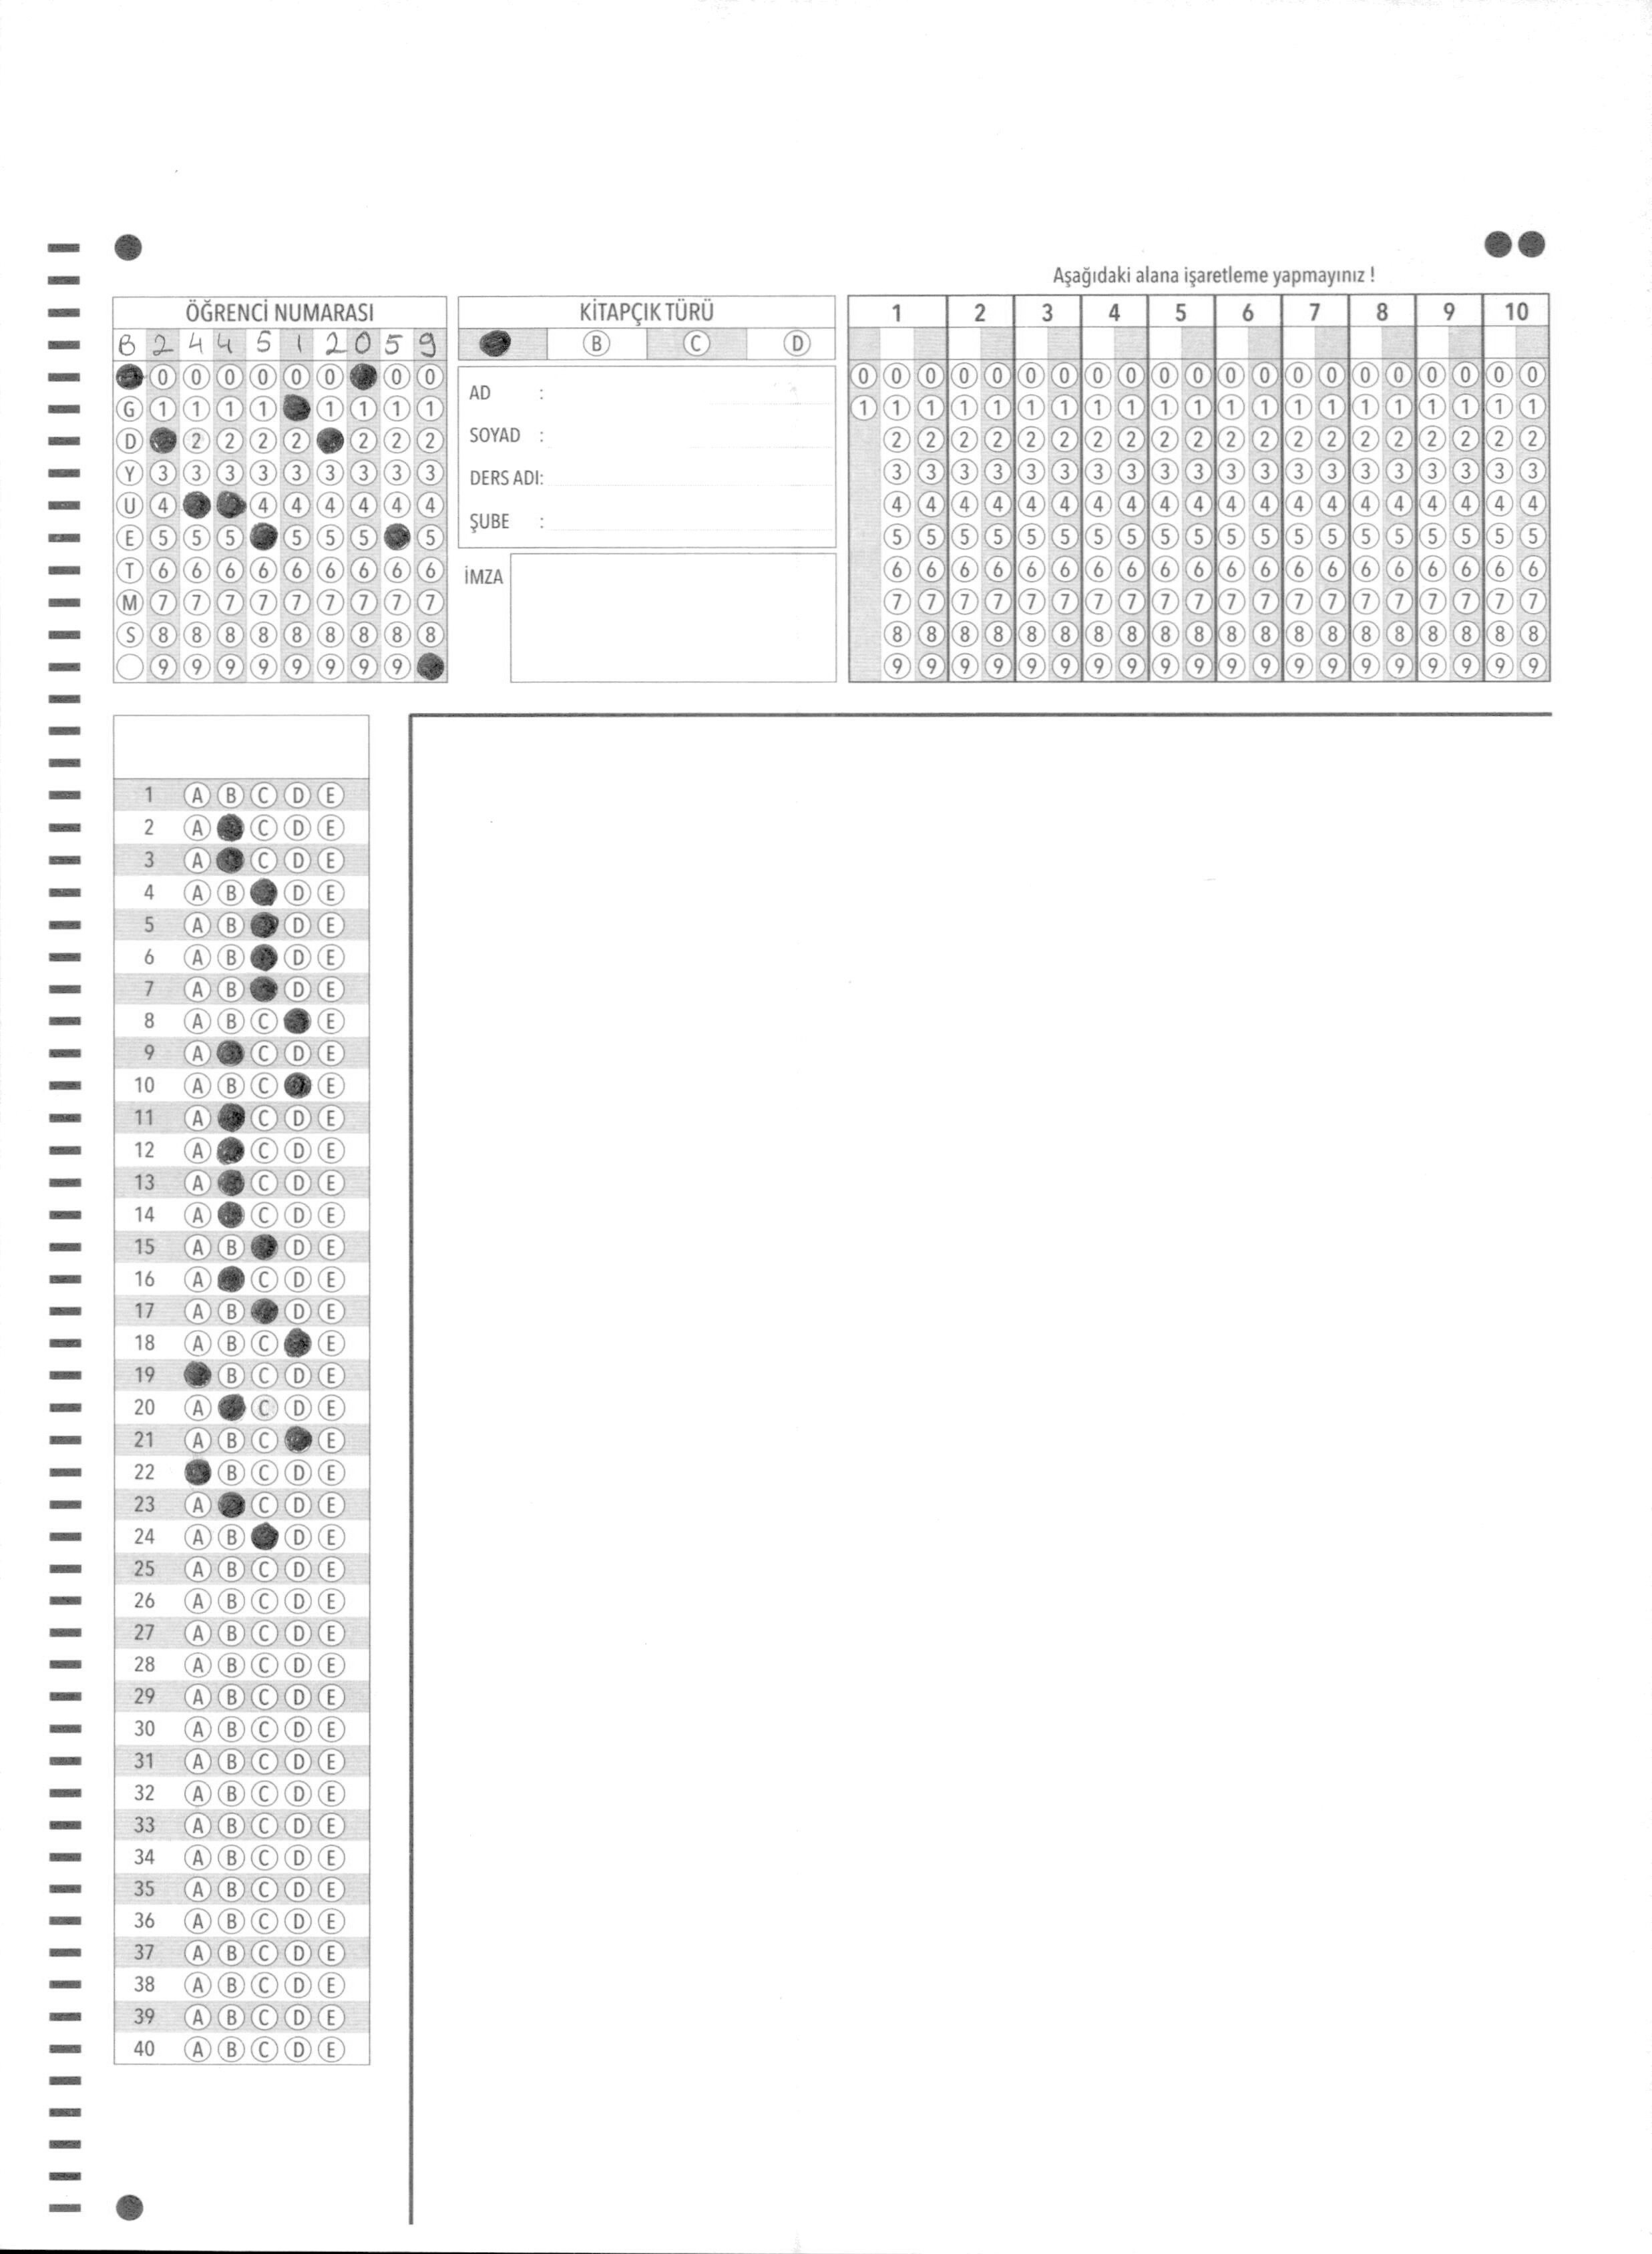 Aşağıdaki alana işaretleme yapmayınız !
ÖĞRENCİ NUMARASI KİTAPÇIK TÜRÜ 1 2 3 4 5 6 7 8 9 10
B 2 4 4 5 1 2 0 5 9 B C D
0 0 0 0 0 0 0 0 0 0 0 0 0 0 0 0 0 0 0 0 0 0 0 0 0 0 0 0 0
G 1 1 1 1 1 1 1 1 1 1 1 1 1 1 1 1 1 1 1 1 1 1 1 1 1 1 1 1 1
D 2 2 2 2 2 2 2 2 2 2 2 2 2 2 2 2 2 2 2 2 2 2 2 2 2 2 2
Y 3 3 3 3 3 3 3 3 3 3 3 3 3 3 3 3 3 3 3 3 3 3 3 3 3 3 3 3 3
U 4 4 4 4 4 4 4 4 4 4 4 4 4 4 4 4 4 4 4 4 4 4 4 4 4 4 4
E 5 5 5 5 5 5 5 5 5 5 5 5 5 5 5 5 5 5 5 5 5 5 5 5 5 5 5
T 6 6 6 6 6 6 6 6 6 6 6 6 6 6 6 6 6 6 6 6 6 6 6 6 6 6 6 6 6
M 7 7 7 7 7 7 7 7 7 7 7 7 7 7 7 7 7 7 7 7 7 7 7 7 7 7 7 7 7
S 8 8 8 8 8 8 8 8 8 8 8 8 8 8 8 8 8 8 8 8 8 8 8 8 8 8 8 8 8
9 9 9 9 9 9 9 9 9 9 9 9 9 9 9 9 9 9 9 9 9 9 9 9 9 9 9 9
AD :
SOYAD :
DERS ADI:
ŞUBE :
İMZA
1 A B C D E
2 A C D E
3 A C D E
4 A B D E
5 A B D E
6 A B D E
7 A B D E
8 A B C E
9 A C D E
10 A B C E
11 A C D E
12 A C D E
13 A C D E
14 A C D E
15 A B D E
16 A C D E
17 A B D E
18 A B C E
19 B C D E
20 A C D E
21 A B C E
22 B C D E
23 A C D E
24 A B D E
25 A B C D E
26 A B C D E
27 A B C D E
28 A B C D E
29 A B C D E
30 A B C D E
31 A B C D E
32 A B C D E
33 A B C D E
34 A B C D E
35 A B C D E
36 A B C D E
37 A B C D E
38 A B C D E
39 A B C D E
40 A B C D E